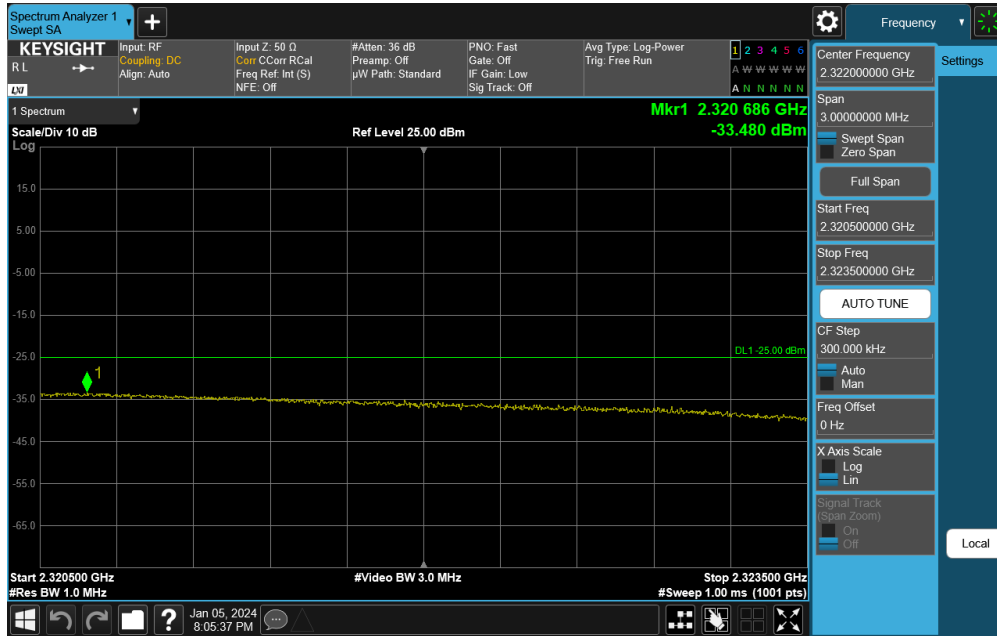 Spectrum Analyzer 1
Swept SA
+
Frequency
KEYSIGHT
R L
LXI
Input: RF
Coupling: DC
Align: Auto
Input Z: 50 Ω
Corr CCorr RCal
Freq Ref: Int (S)
NFE: Off
#Atten: 36 dB
Preamp: Off
µW Path: Standard
PNO: Fast
Gate: Off
IF Gain: Low
Sig Track: Off
Avg Type: Log-Power
Trig: Free Run
1 2 3 4 5 6
A W W W W W
A N N N N N
1 Spectrum
Scale/Div 10 dB
Log
Ref Level 25.00 dBm
Mkr1 2.320 686 GHz
-33.480 dBm
15.0
5.00
-5.00
-15.0
-25.0
-35.0
-45.0
-55.0
-65.0
DL1 -25.00 dBm
1
Start 2.320500 GHz
#Res BW 1.0 MHz
#Video BW 3.0 MHz
Stop 2.323500 GHz
#Sweep 1.00 ms (1001 pts)
Jan 05, 2024
8:05:37 PM
?
Center Frequency
2.322000000 GHz
Span
3.00000000 MHz
Swept Span
Zero Span
Full Span
Start Freq
2.320500000 GHz
Stop Freq
2.323500000 GHz
AUTO TUNE
CF Step
300.000 kHz
Auto
Man
Freq Offset
0 Hz
X Axis Scale
Log
Lin
Signal Track
(Span Zoom)
On
Off
Settings
Local